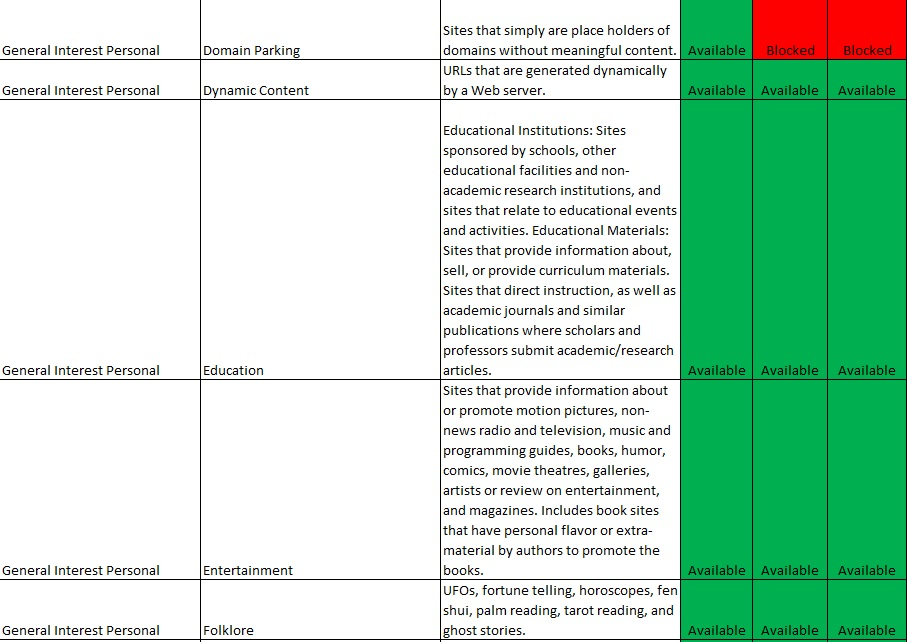 Sites that simply are place holders of
General Interest Personal Domain Parking domains without meaningful content. Available Blocked Blocked
URLs that are generated dynamically
General Interest Personal Dynamic Content by a Web server. Available Available Available
Educational Institutions: Sites
sponsored by schools, other
educational facilities and non-
academic research institutions, and
sites that relate to educational events
and activities. Educational Materials:
Sites that provide information about,
sell, or provide curriculum materials.
Sites that direct instruction, as well as
academic journals and similar
publications where scholars and
professors submit academic/research
General Interest Personal Education articles. Available Available Available
Sites that provide information about
or promote motion pictures, non-
news radio and television, music and
programming guides, books, humor,
comics, movie theatres, galleries,
artists or review on entertainment,
and magazines. Includes book sites
that have personal flavor or extra-
material by authors to promote the
General Interest Personal Entertainment books. Available Available Available
UFOs, fortune telling, horoscopes, fen
shui, palm reading, tarot reading, and
General Interest Personal Folklore ghost stories. Available Available Available